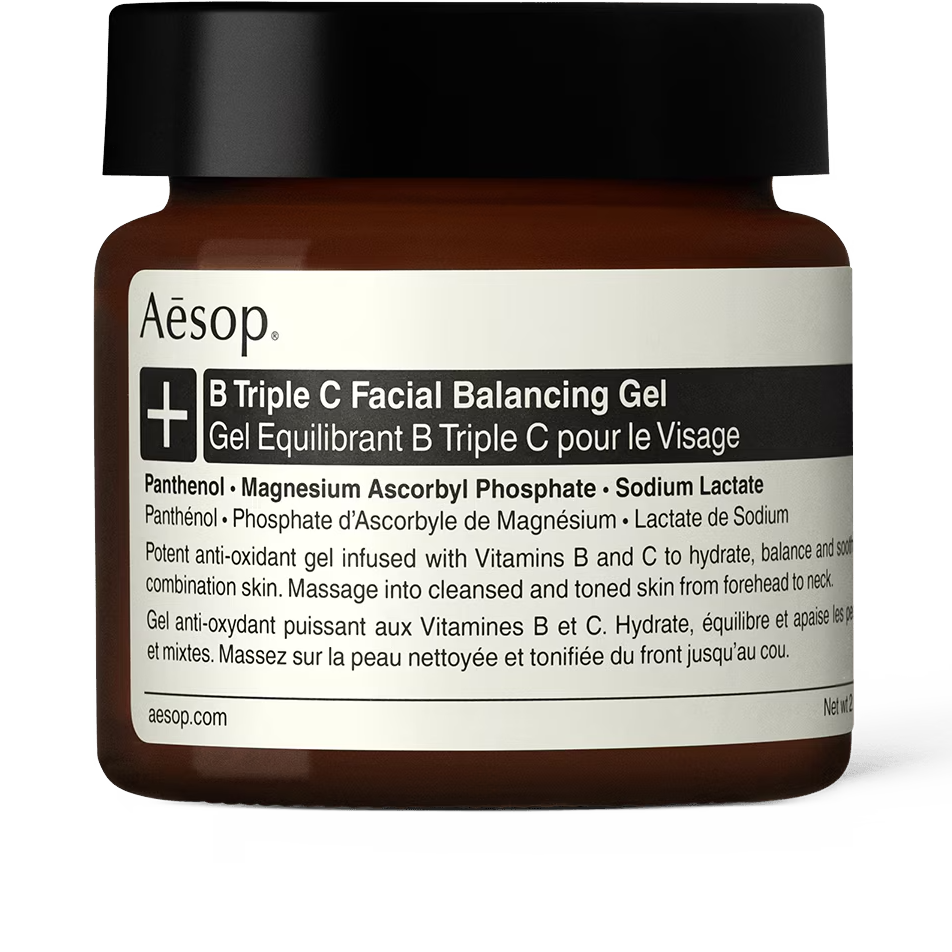 Aēsop®
B Triple C Facial Balancing Gel
Gel Equilibrant B Triple C pour le Visage
Panthenol • Magnesium Ascorbyl Phosphate • Sodium Lactate
Panthénol • Phosphate d’Ascorbyle de Magnésium • Lactate de Sodium
Potent anti-oxidant gel infused with Vitamins B and C to hydrate, balance and
combination skin. Massage into cleansed and toned skin from forehead to neck.
Gel anti-oxydant puissant aux Vitamines B et C. Hydrate, équilibre et apaise les
et mixtes. Massez sur la peau nettoyée et tonifiée du front jusqu’au cou.
aesop.com
Net wt